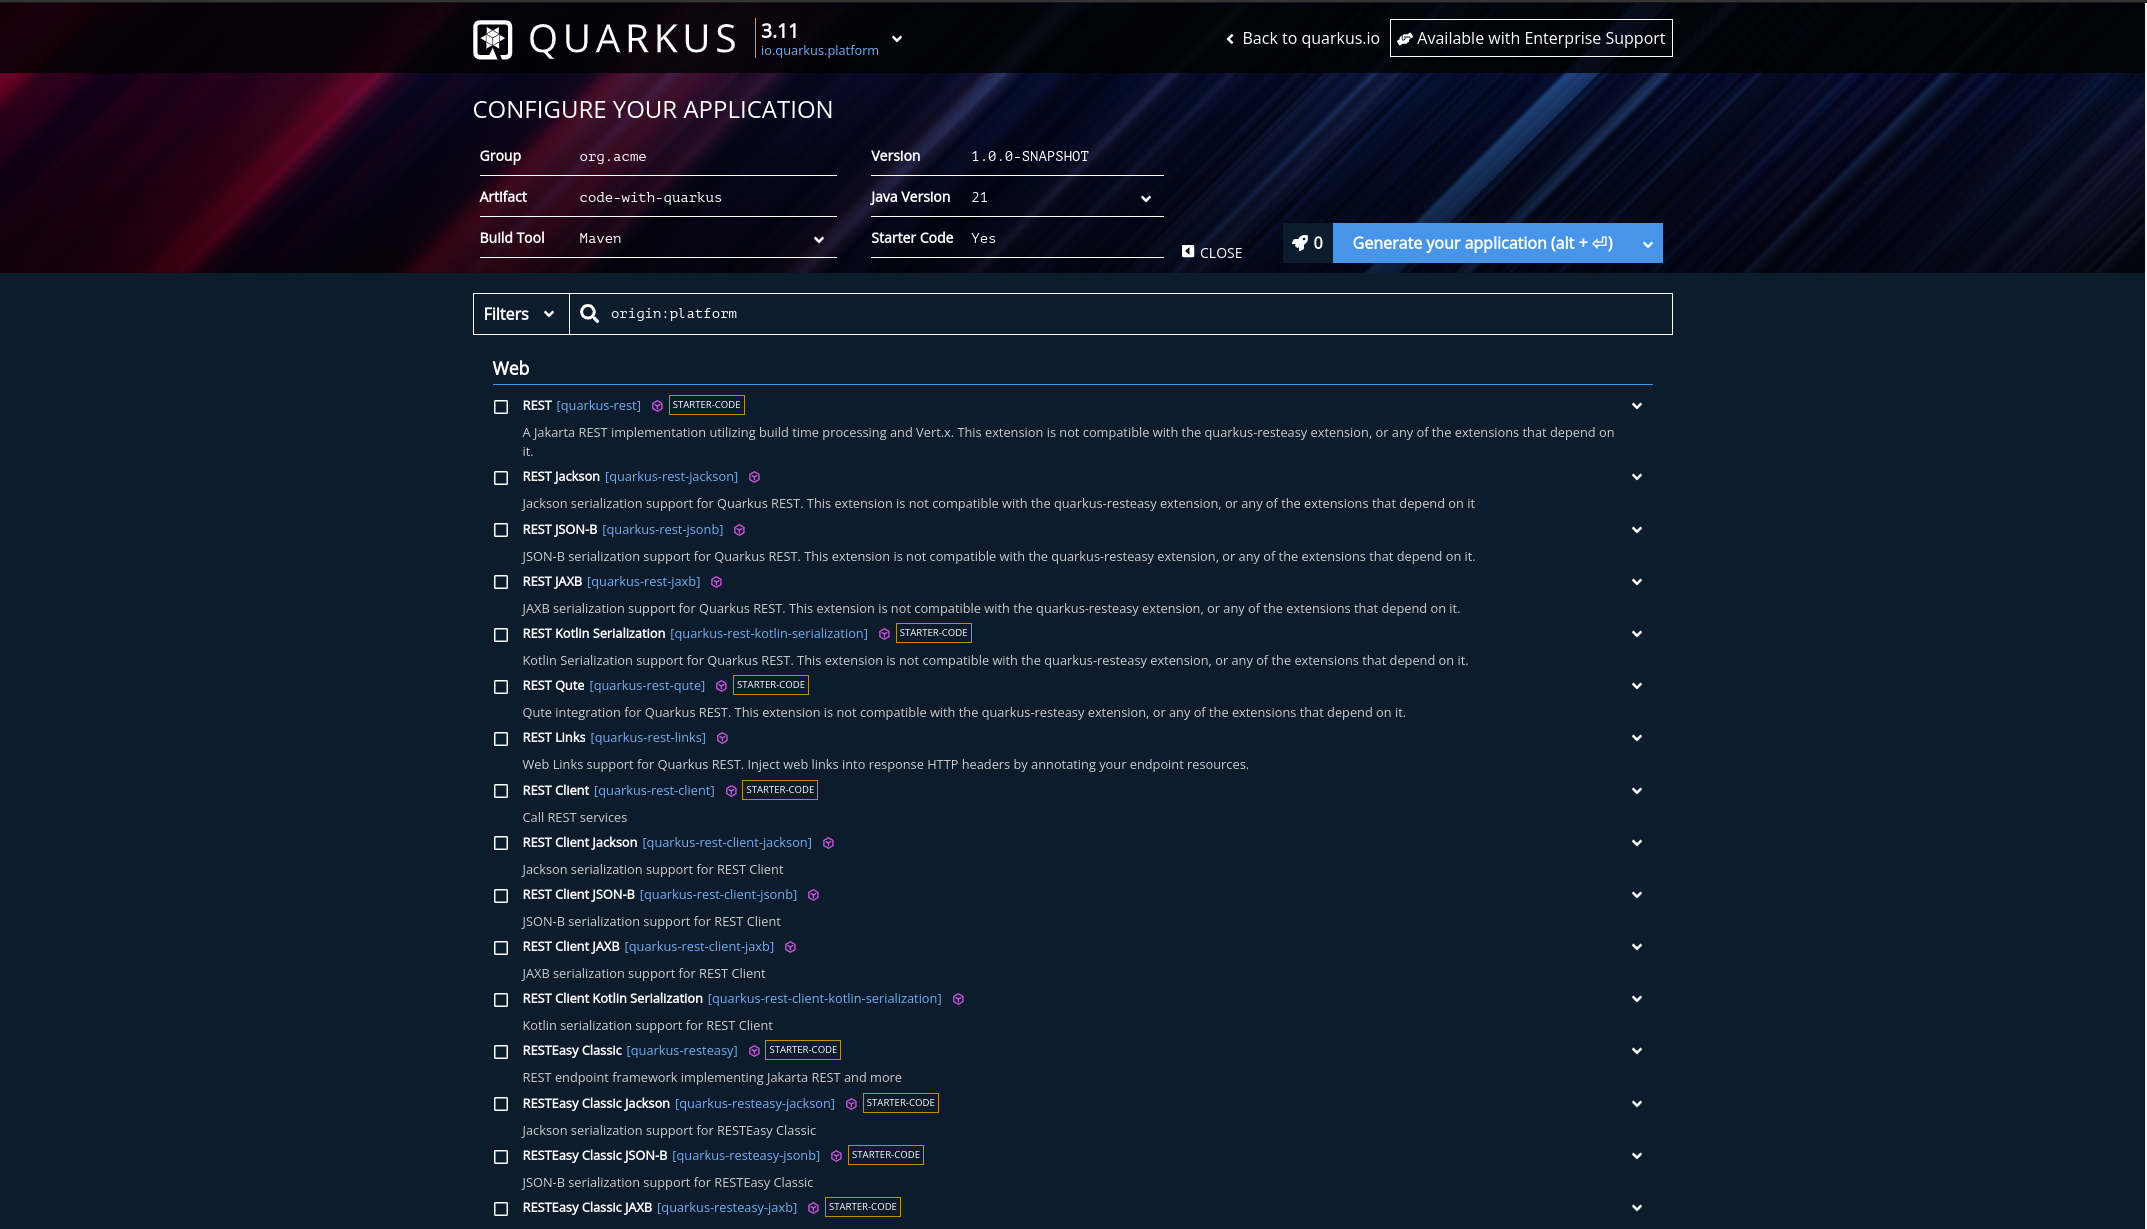 QUARKUS
3.11
io.quarkus.platform
Back to quarkus.io
Available with Enterprise Support
CONFIGURE YOUR APPLICATION
Group org.acme
Version 1.0.0-SNAPSHOT
Artifact code-with-quarkus
Java Version 21
Build Tool Maven
Starter Code Yes
CLOSE
0
Generate your application (alt + ⏎)
Filters
origin:platform
Web
REST [quarkus-rest] STARTER-CODE
A Jakarta REST implementation utilizing build time processing and Vert.x. This extension is not compatible with the quarkus-resteasy extension, or any of the extensions that depend on
it.
REST Jackson [quarkus-rest-jackson]
Jackson serialization support for Quarkus REST. This extension is not compatible with the quarkus-resteasy extension, or any of the extensions that depend on it
REST JSON-B [quarkus-rest-jsonb]
JSON-B serialization support for Quarkus REST. This extension is not compatible with the quarkus-resteasy extension, or any of the extensions that depend on it.
REST JAXB [quarkus-rest-jaxb]
JAXB serialization support for Quarkus REST. This extension is not compatible with the quarkus-resteasy extension, or any of the extensions that depend on it.
REST Kotlin Serialization [quarkus-rest-kotlin-serialization] STARTER-CODE
Kotlin Serialization support for Quarkus REST. This extension is not compatible with the quarkus-resteasy extension, or any of the extensions that depend on it.
REST Qute [quarkus-rest-qute] STARTER-CODE
Qute integration for Quarkus REST. This extension is not compatible with the quarkus-resteasy extension, or any of the extensions that depend on it.
REST Links [quarkus-rest-links]
Web Links support for Quarkus REST. Inject web links into response HTTP headers by annotating your endpoint resources.
REST Client [quarkus-rest-client] STARTER-CODE
Call REST services
REST Client Jackson [quarkus-rest-client-jackson]
Jackson serialization support for REST Client
REST Client JSON-B [quarkus-rest-client-jsonb]
JSON-B serialization support for REST Client
REST Client JAXB [quarkus-rest-client-jaxb]
JAXB serialization support for REST Client
REST Client Kotlin Serialization [quarkus-rest-client-kotlin-serialization]
Kotlin serialization support for REST Client
RESTEasy Classic [quarkus-resteasy] STARTER-CODE
REST endpoint framework implementing Jakarta REST and more
RESTEasy Classic Jackson [quarkus-resteasy-jackson] STARTER-CODE
Jackson serialization support for RESTEasy Classic
RESTEasy Classic JSON-B [quarkus-resteasy-jsonb] STARTER-CODE
JSON-B serialization support for RESTEasy Classic
RESTEasy Classic JAXB [quarkus-resteasy-jaxb] STARTER-CODE